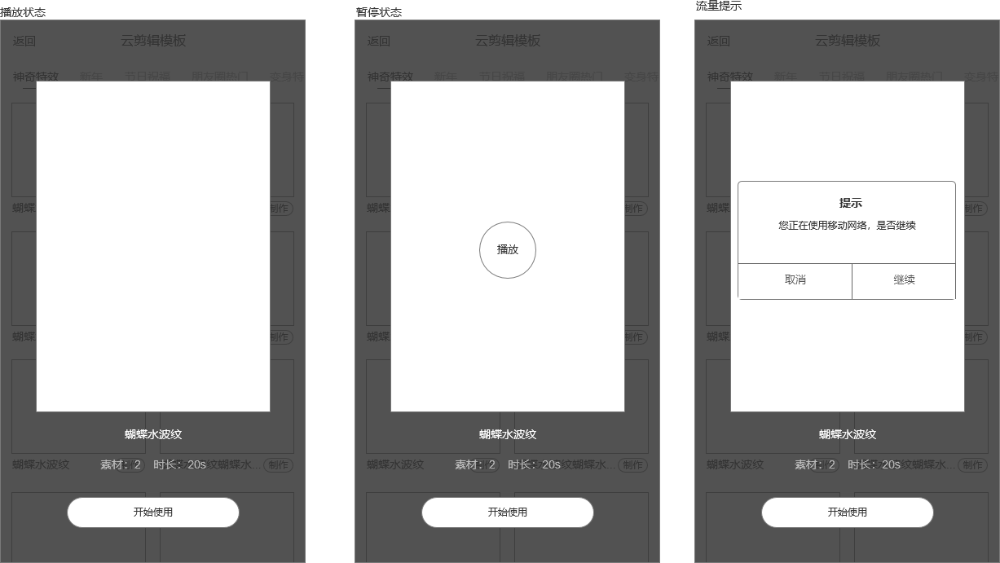 播放状态
返回
云剪辑模板
神奇特效 新年 节日祝福 朋友圈热门 变身特
蝴蝶
制作
蝴蝶
制作
蝴蝶水波纹
素材：2 时长：20s
蝴蝶水波纹
纹蝴蝶水...
制作
开始使用
暂停状态
返回
云剪辑模板
神奇特效 新年 节日祝福 朋友圈热门 变身特
蝴蝶
制作
播放
蝴蝶
制作
蝴蝶水波纹
素材：2 时长：20s
蝴蝶水波纹
纹蝴蝶水...
制作
开始使用
流量提示
返回
云剪辑模板
神奇特效 新年 节日祝福 朋友圈热门 变身特
蝴蝶
制作
提示
您正在使用移动网络，是否继续
取消
继续
蝴蝶
制作
蝴蝶水波纹
素材：2 时长：20s
蝴蝶水波纹
纹蝴蝶水...
制作
开始使用